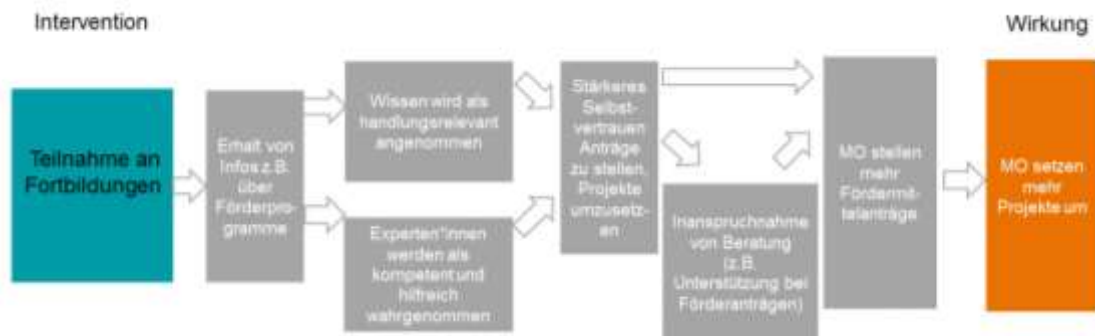 Intervention
Wirkung
Teilnahme an
Fortbildungen
Erhalt von
Infos z.B.
über
Förderpro-
gramme
Wissen wird als
handlungsrelevant
angenommen
Experten*innen
werden als
kompetent und
hilfreich
wahrgenommen
Stärkeres
Selbst-
vertrauen
Anträge
zu stellen,
Projekte
umzusetz-
en
Inanspruchnahme
von Beratung
(z.B.
Unterstützung bei
Förderanträgen)
MO stellen
mehr
Fördermit-
telanträge
MO setzen
mehr
Projekte um